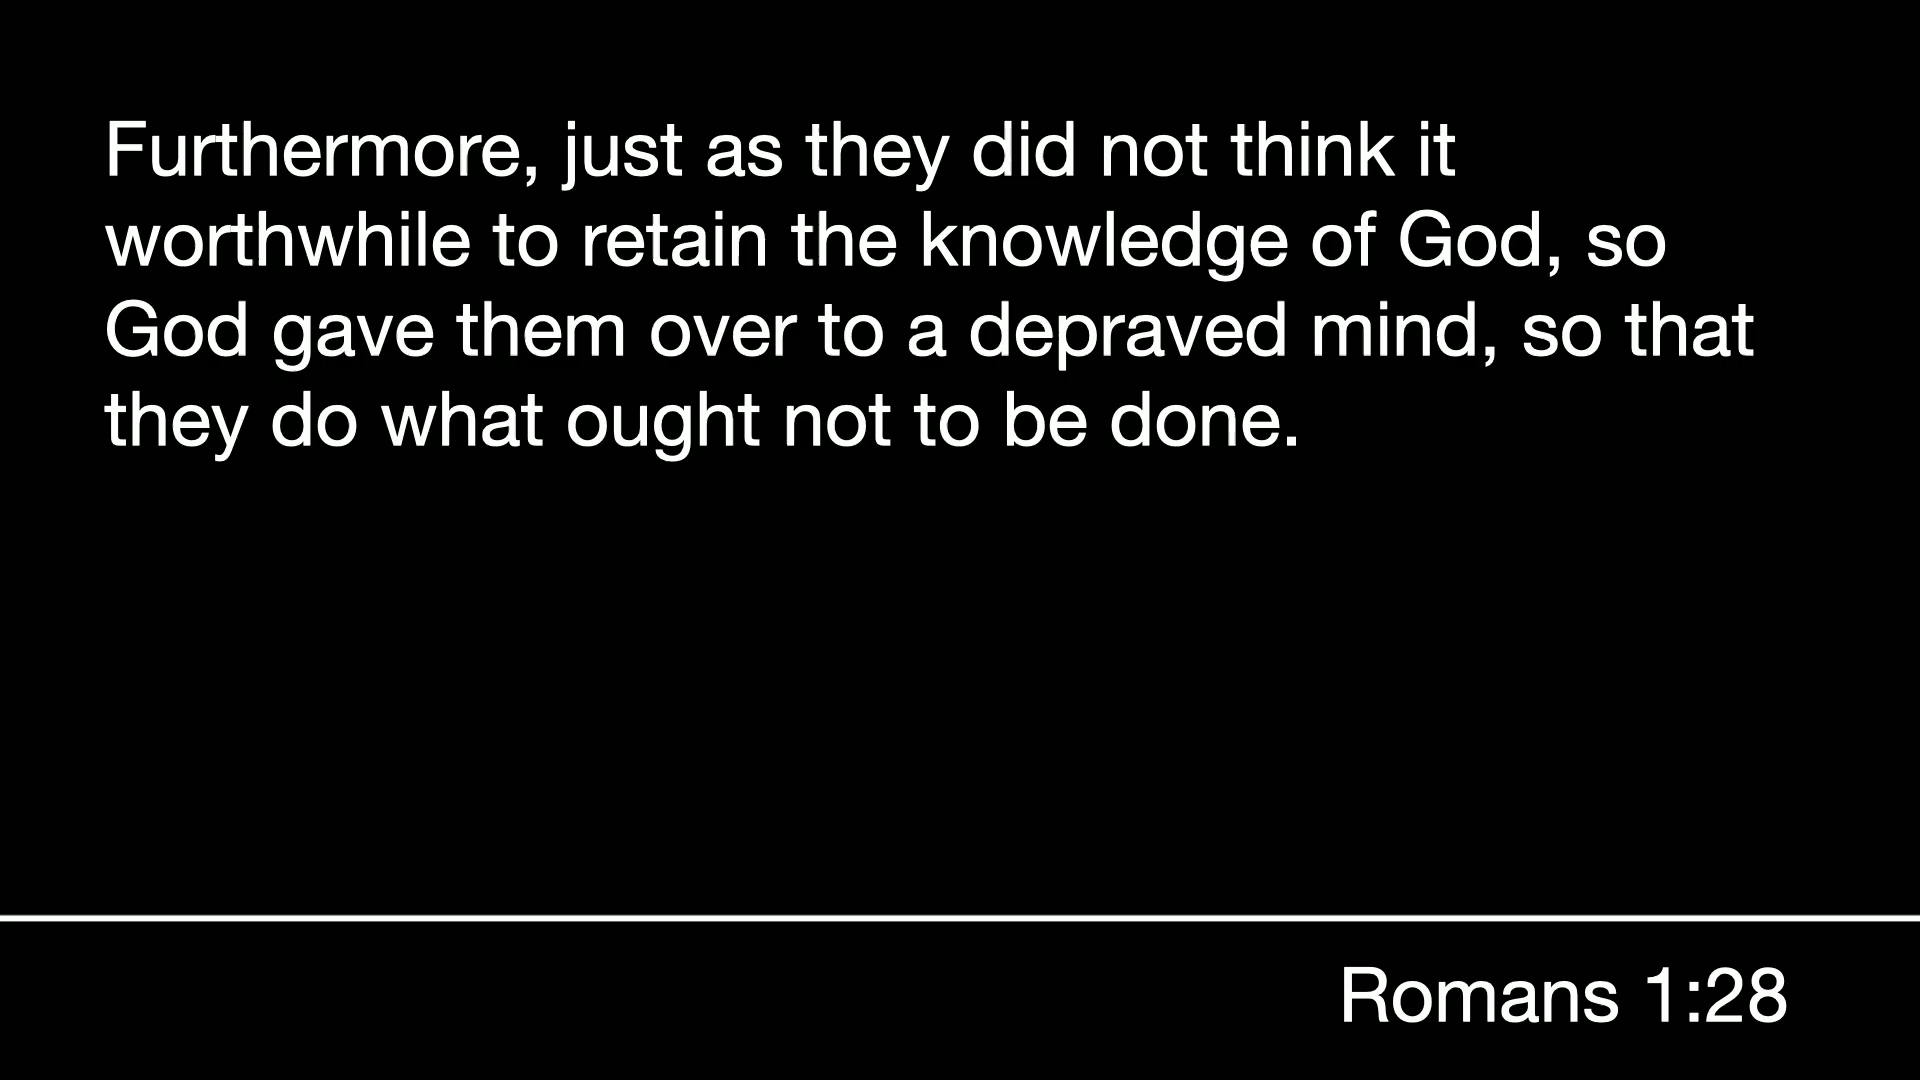 Furthermore, just as they did not think it
worthwhile to retain the knowledge of God, so
God gave them over to a depraved mind, so that
they do what ought not to be done.
Romans 1:28